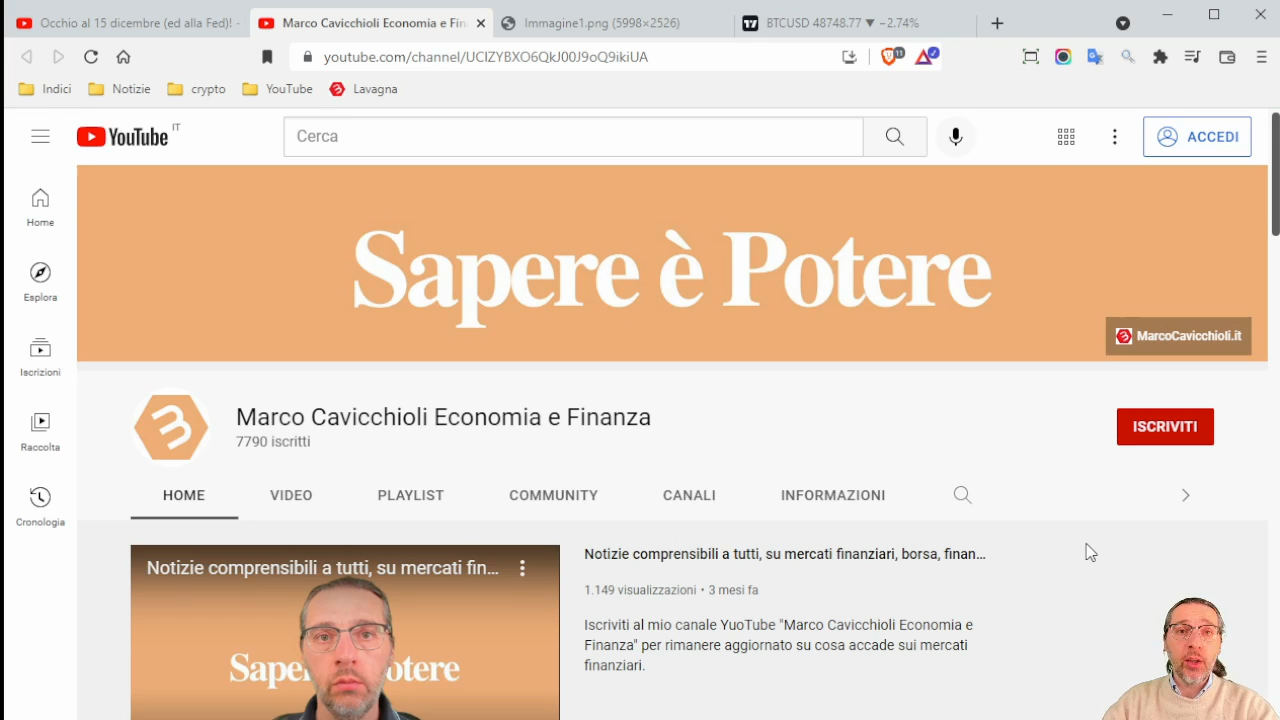 Occhio al 15 dicembre (ed alla Fed)! -
Marco Cavicchioli Economia e Fin
Immagine1.png (5998×2526)
BTCUSD 48748.77 ▼ −2.74%
youtube.com/channel/UCIZYBXO6QkJ00J9oQ9ikiUA
11
Indici
Notizie
crypto
YouTube
Lavagna
YouTube IT
Cerca
ACCEDI
Home
Esplora
Iscrizioni
Raccolta
Cronologia
Sapere è Potere
MarcoCavicchioli.it
Marco Cavicchioli Economia e Finanza
7790 iscritti
ISCRIVITI
HOME
VIDEO
PLAYLIST
COMMUNITY
CANALI
INFORMAZIONI
Notizie comprensibili a tutti, su mercati fin...
Notizie comprensibili a tutti, su mercati finanziari, borsa, finan...
1.149 visualizzazioni • 3 mesi fa
Iscriviti al mio canale YuoTube "Marco Cavicchioli Economia e
Finanza" per rimanere aggiornato su cosa accade sui mercati
finanziari.